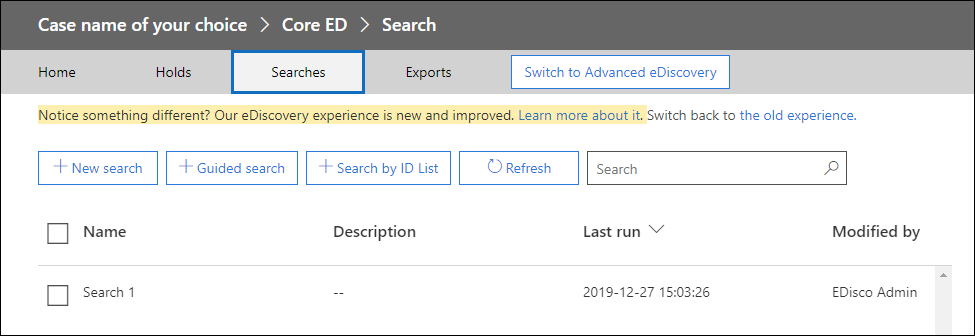 Case name of your choice > Core ED > Search
Home Holds Searches Exports Switch to Advanced eDiscovery
Notice something different? Our eDiscovery experience is new and improved. Learn more about it. Switch back to the old experience.
+ New search + Guided search + Search by ID List Refresh Search
Name Description Last run Modified by
Search 1 -- 2019-12-27 15:03:26 EDisco Admin